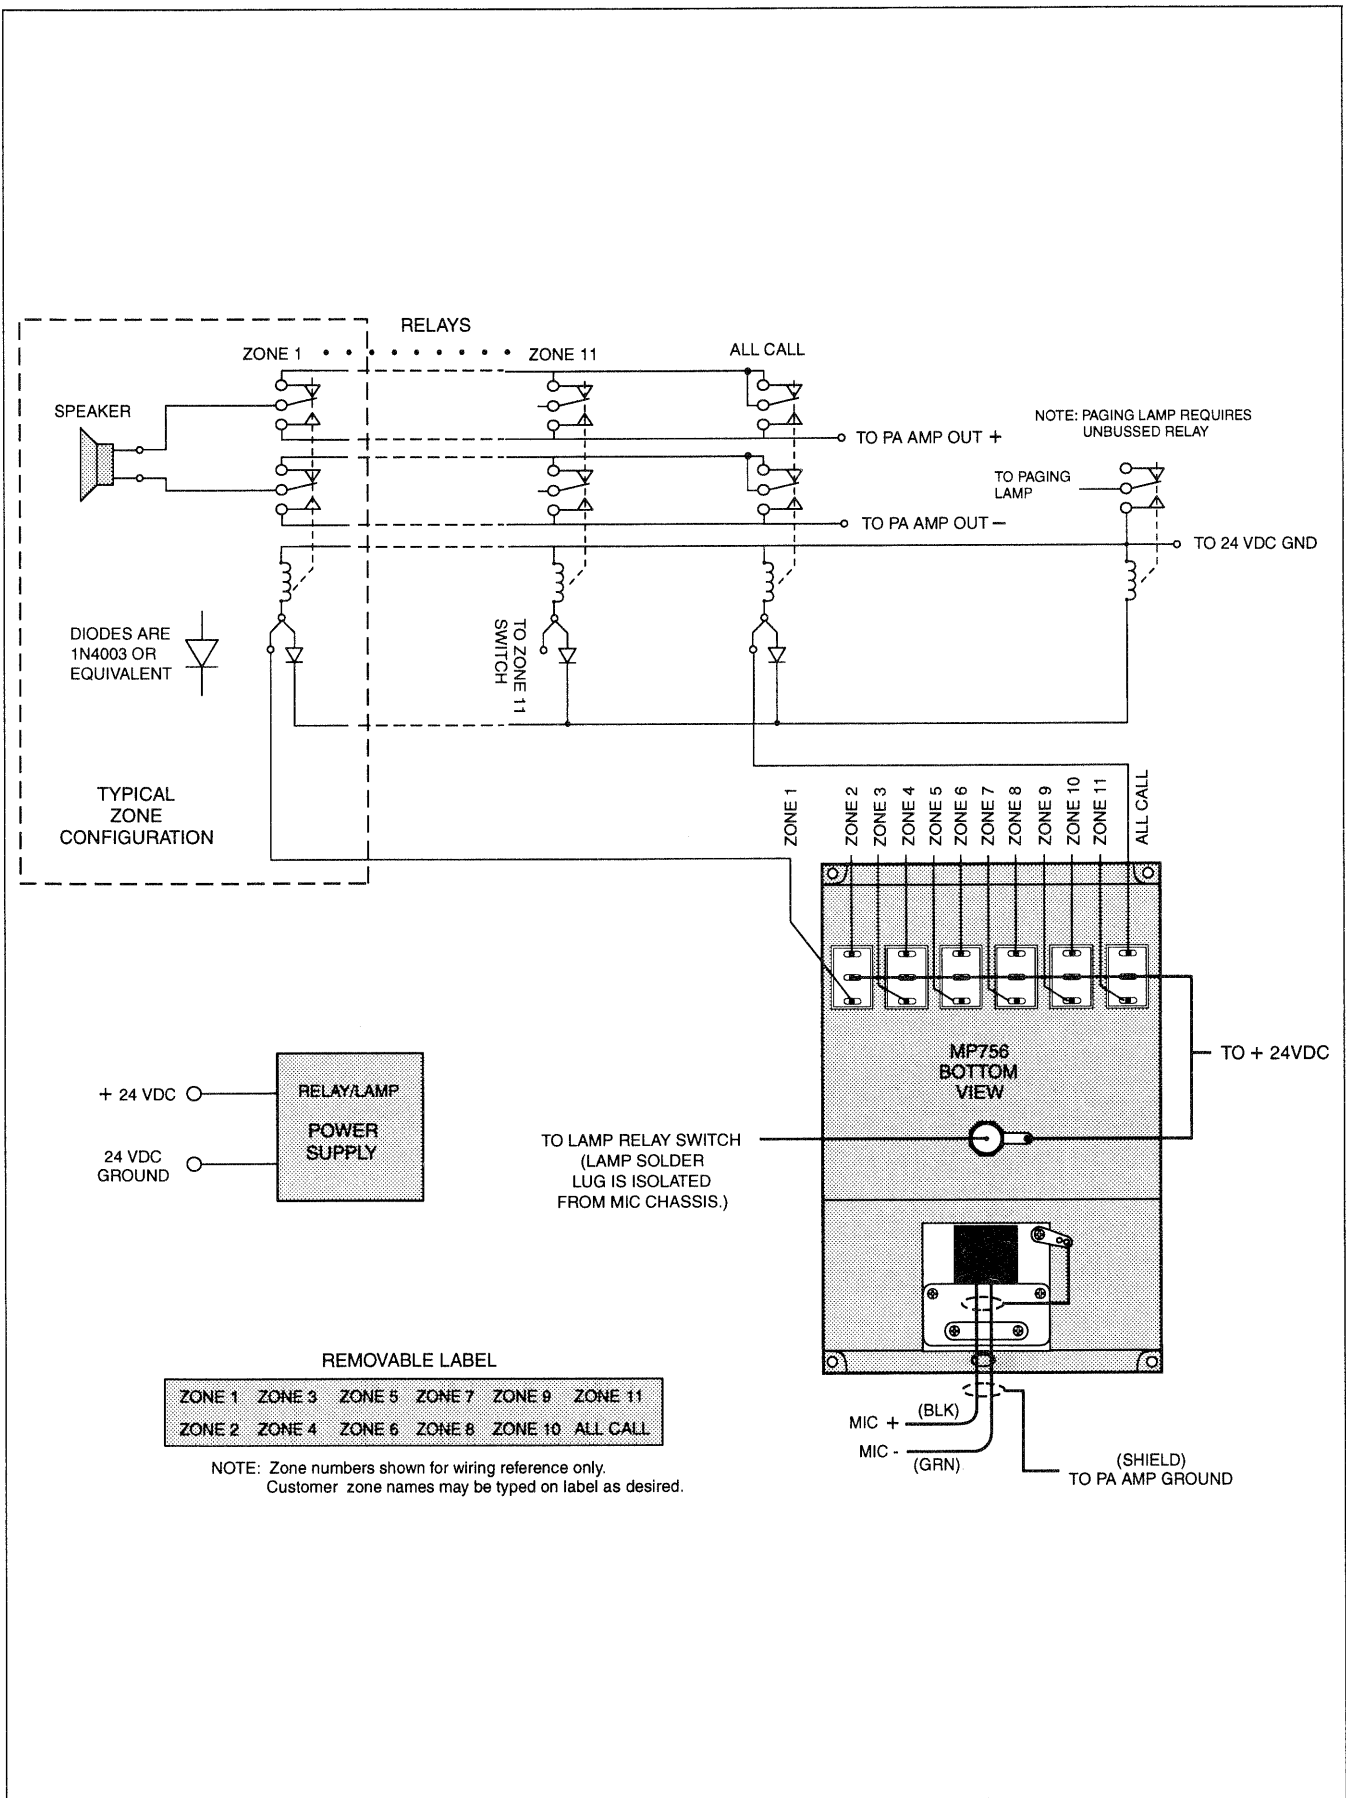 RELAYS
ZONE 1
ZONE 11
ALL CALL
SPEAKER
TO PA AMP OUT +
NOTE: PAGING LAMP REQUIRES
UNBUSSED RELAY
TO PAGING
LAMP
TO PA AMP OUT –
TO 24 VDC GND
DIODES ARE
1N4003 OR
EQUIVALENT
TO ZONE 11
SWITCH
TYPICAL
ZONE
CONFIGURATION
ZONE 1
ZONE 2
ZONE 3
ZONE 4
ZONE 5
ZONE 6
ZONE 7
ZONE 8
ZONE 9
ZONE 10
ZONE 11
ALL CALL
MP756
BOTTOM
VIEW
TO + 24VDC
+ 24 VDC
24 VDC
GROUND
RELAY/LAMP
POWER
SUPPLY
TO LAMP RELAY SWITCH
(LAMP SOLDER
LUG IS ISOLATED
FROM MIC CHASSIS.)
REMOVABLE LABEL
ZONE 1 ZONE 3 ZONE 5 ZONE 7 ZONE 9 ZONE 11
ZONE 2 ZONE 4 ZONE 6 ZONE 8 ZONE 10 ALL CALL
NOTE: Zone numbers shown for wiring reference only.
Customer zone names may be typed on label as desired.
MIC +
(BLK)
MIC -
(GRN)
(SHIELD)
TO PA AMP GROUND